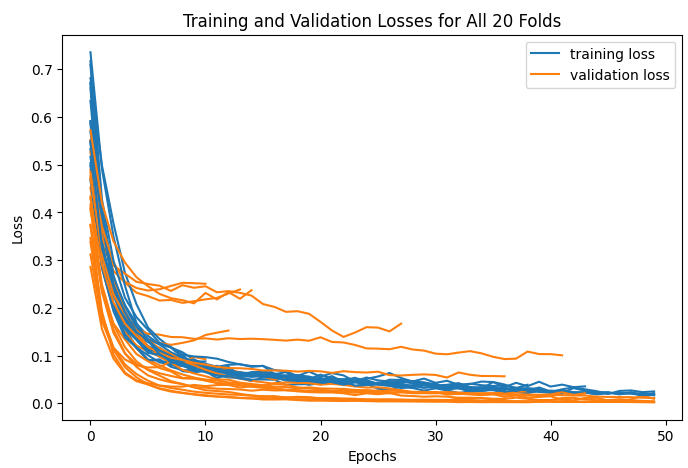 Training and Validation Losses for All 20 Folds
training loss
validation loss
0.7
0.6
0.5
0.4
0.3
0.2
0.1
0.0
Loss
0 10 20 30 40 50
Epochs